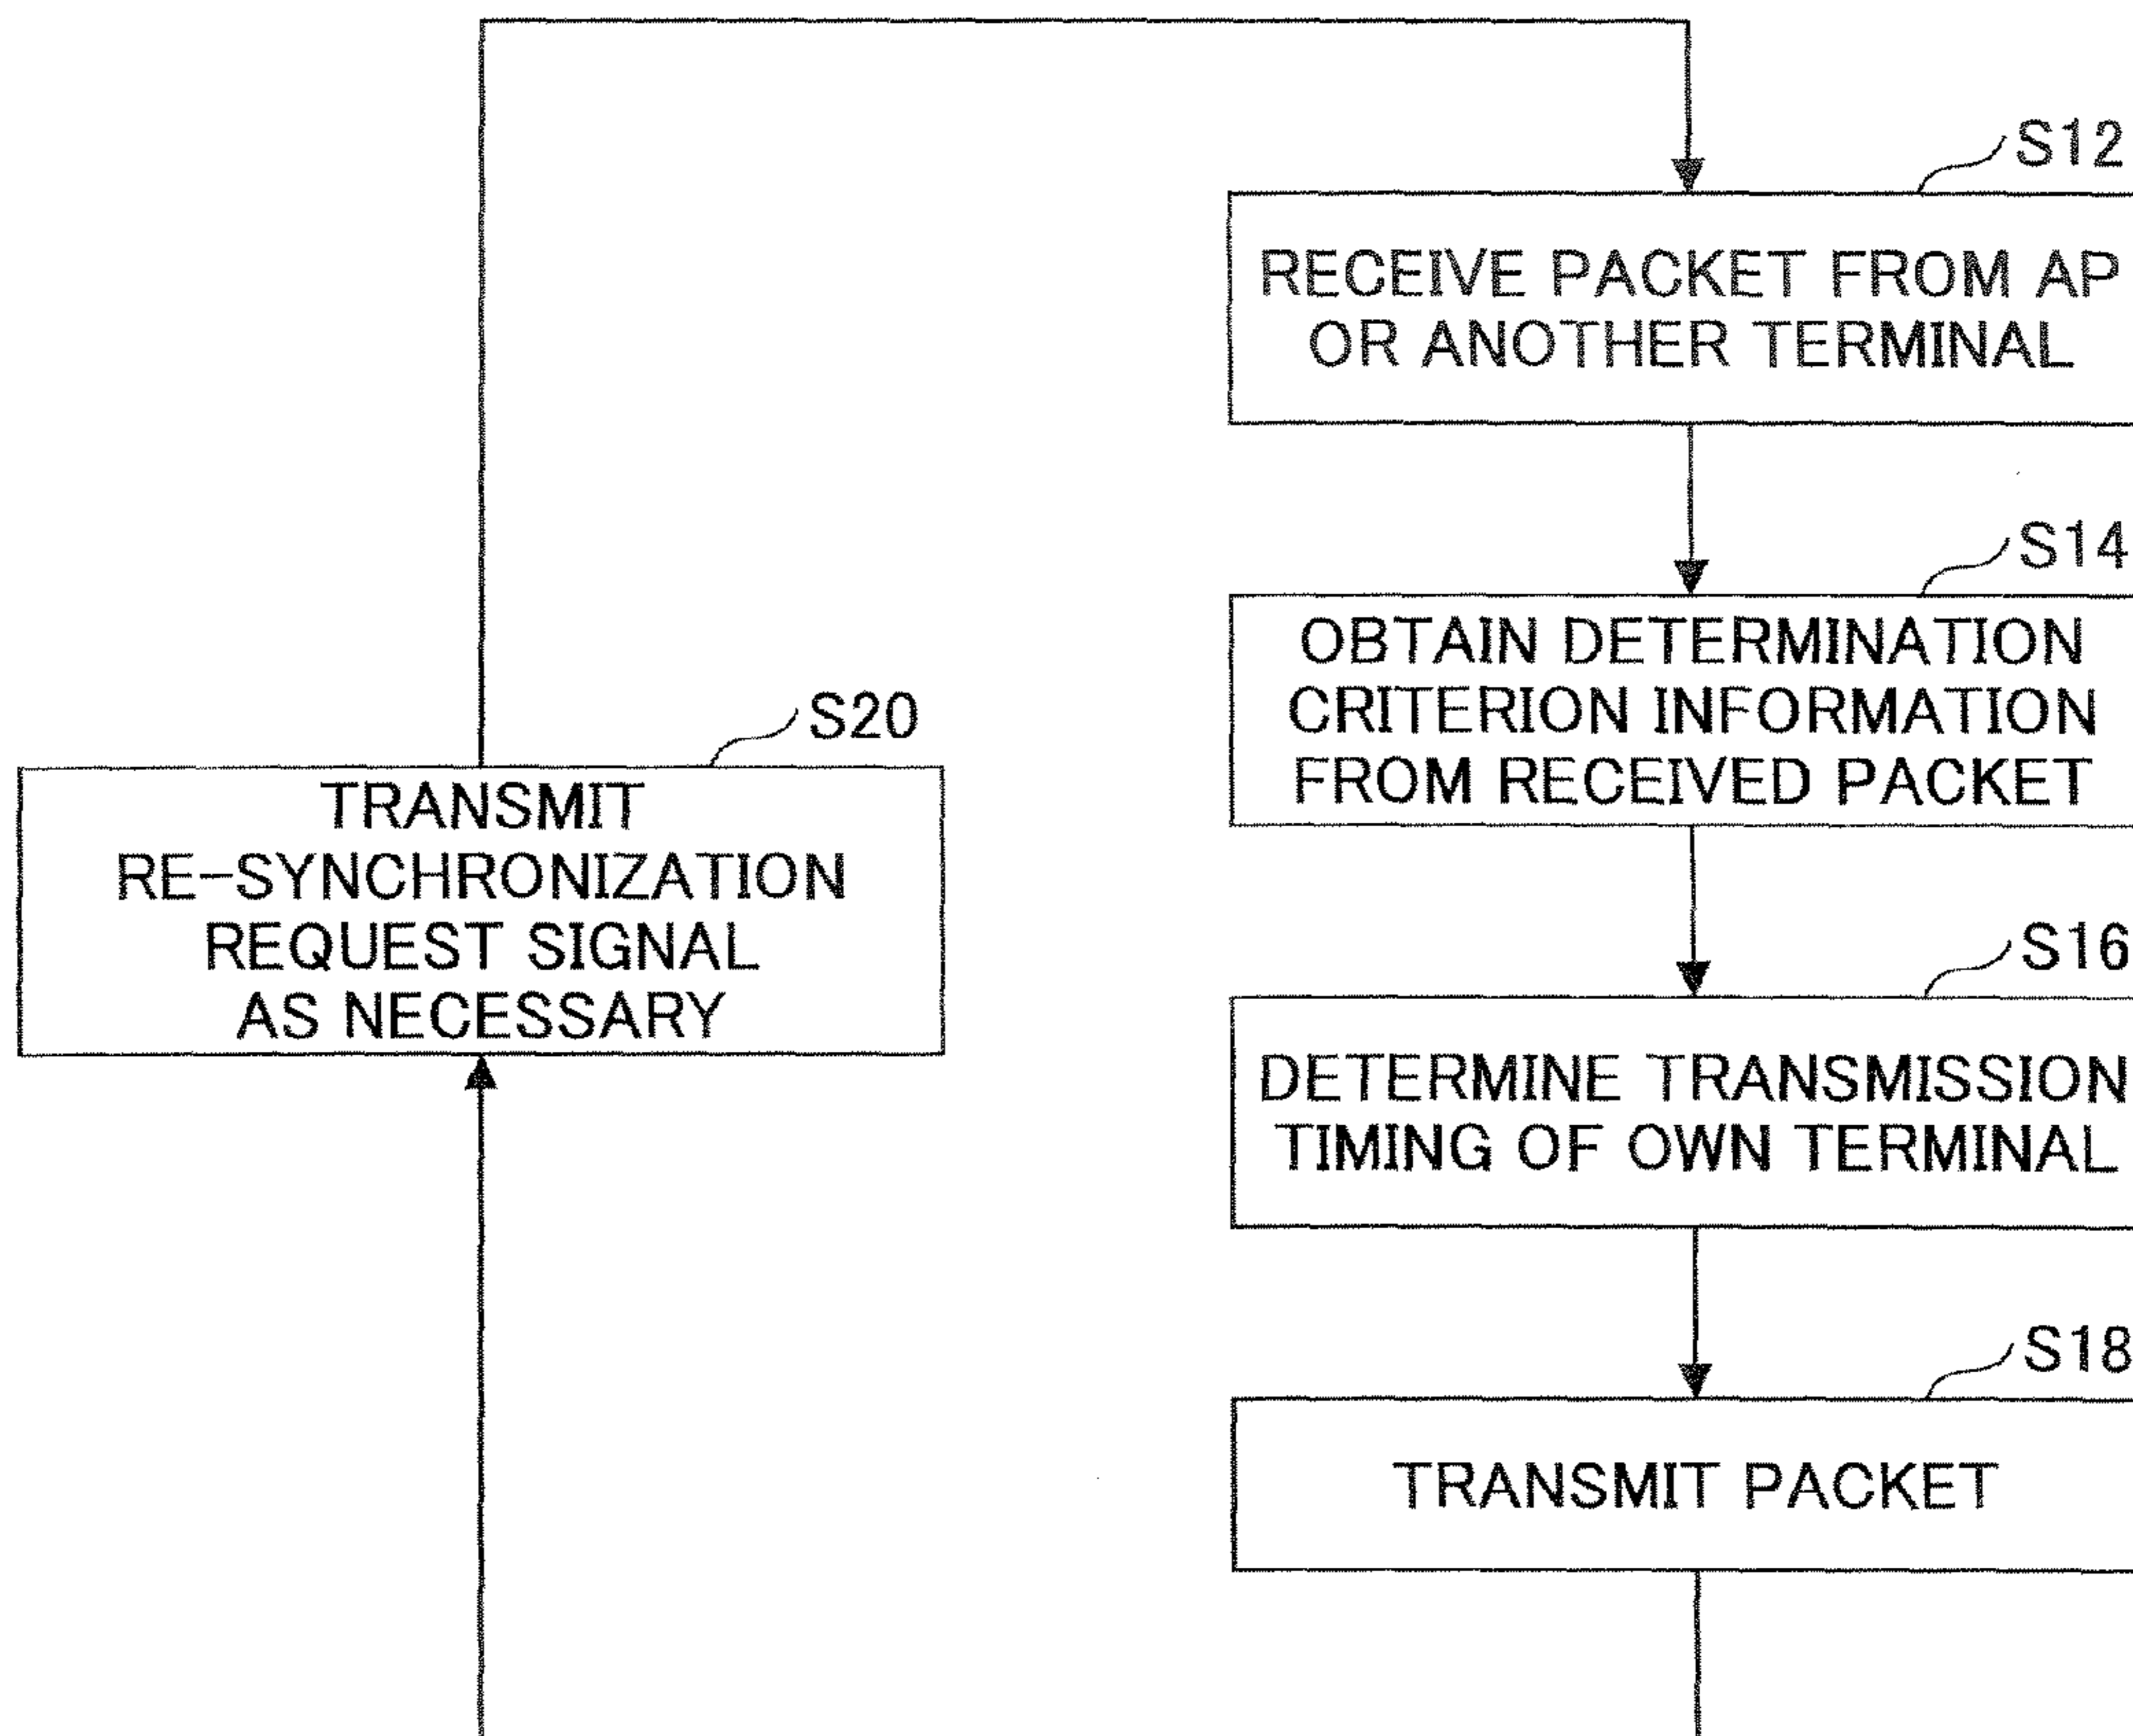 S12
RECEIVE PACKET FROM AP
OR ANOTHER TERMINAL
S14
OBTAIN DETERMINATION
CRITERION INFORMATION
FROM RECEIVED PACKET
S20
TRANSMIT
RE-SYNCHRONIZATION
REQUEST SIGNAL
AS NECESSARY
S16
DETERMINE TRANSMISSION
TIMING OF OWN TERMINAL
S18
TRANSMIT PACKET